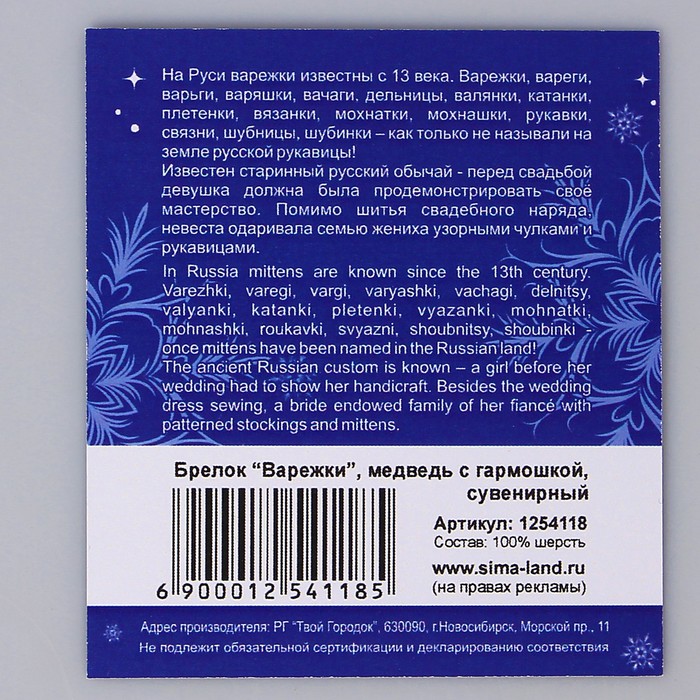 На Руси варежки известны с 13 века. Варежки, вареги,
варьги, варяшки, вачаги, дельницы, валянки, катанки,
плетенки, вязанки, мохнатки, мохнашки, рукавки,
связни, шубницы, шубинки – как только не называли на
земле русской рукавицы!
Известен старинный русский обычай - перед свадьбой
девушка должна была продемонстрировать своё
мастерство. Помимо шитья свадебного наряда,
невеста одаривала семью жениха узорными чулками и
рукавицами.
In Russia mittens are known since the 13th century.
Varezhki, varegi, vargi, varyashki, vachagi, delnitsy,
valyanki, katanki, pletenki, vyazanki, mohnatki,
mohnashki, roukavki, svyazni, shoubnitsy, shoubinki -
once mittens have been named in the Russian land!
The ancient Russian custom is known – a girl before her
wedding had to show her handicraft. Besides the wedding
dress sewing, a bride endowed family of her fiancé with
patterned stockings and mittens.
Брелок “Варежки”, медведь с гармошкой,
сувенирный
Артикул: 1254118
Состав: 100% шерсть
www.sima-land.ru
(на правах рекламы)
6 900012 541185
Адрес производителя: РГ “Твой Городок”, 630090, г.Новосибирск, Морской пр., 11
Не подлежит обязательной сертификации и декларированию соответствия